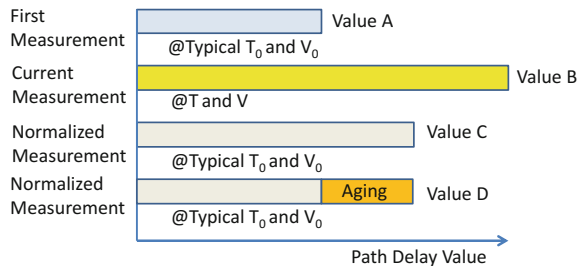 First Measurement
Value A
@Typical T₀ and V₀
Current Measurement
Value B
@T and V
Normalized Measurement
Value C
@Typical T₀ and V₀
Normalized Measurement
Aging
Value D
@Typical T₀ and V₀
Path Delay Value